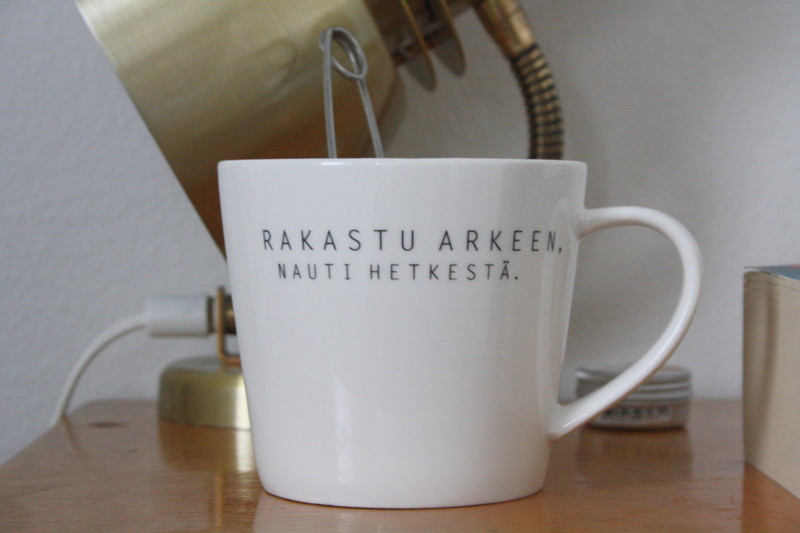 RAKASTU ARKEEN,
NAUTI HETKESTÄ.